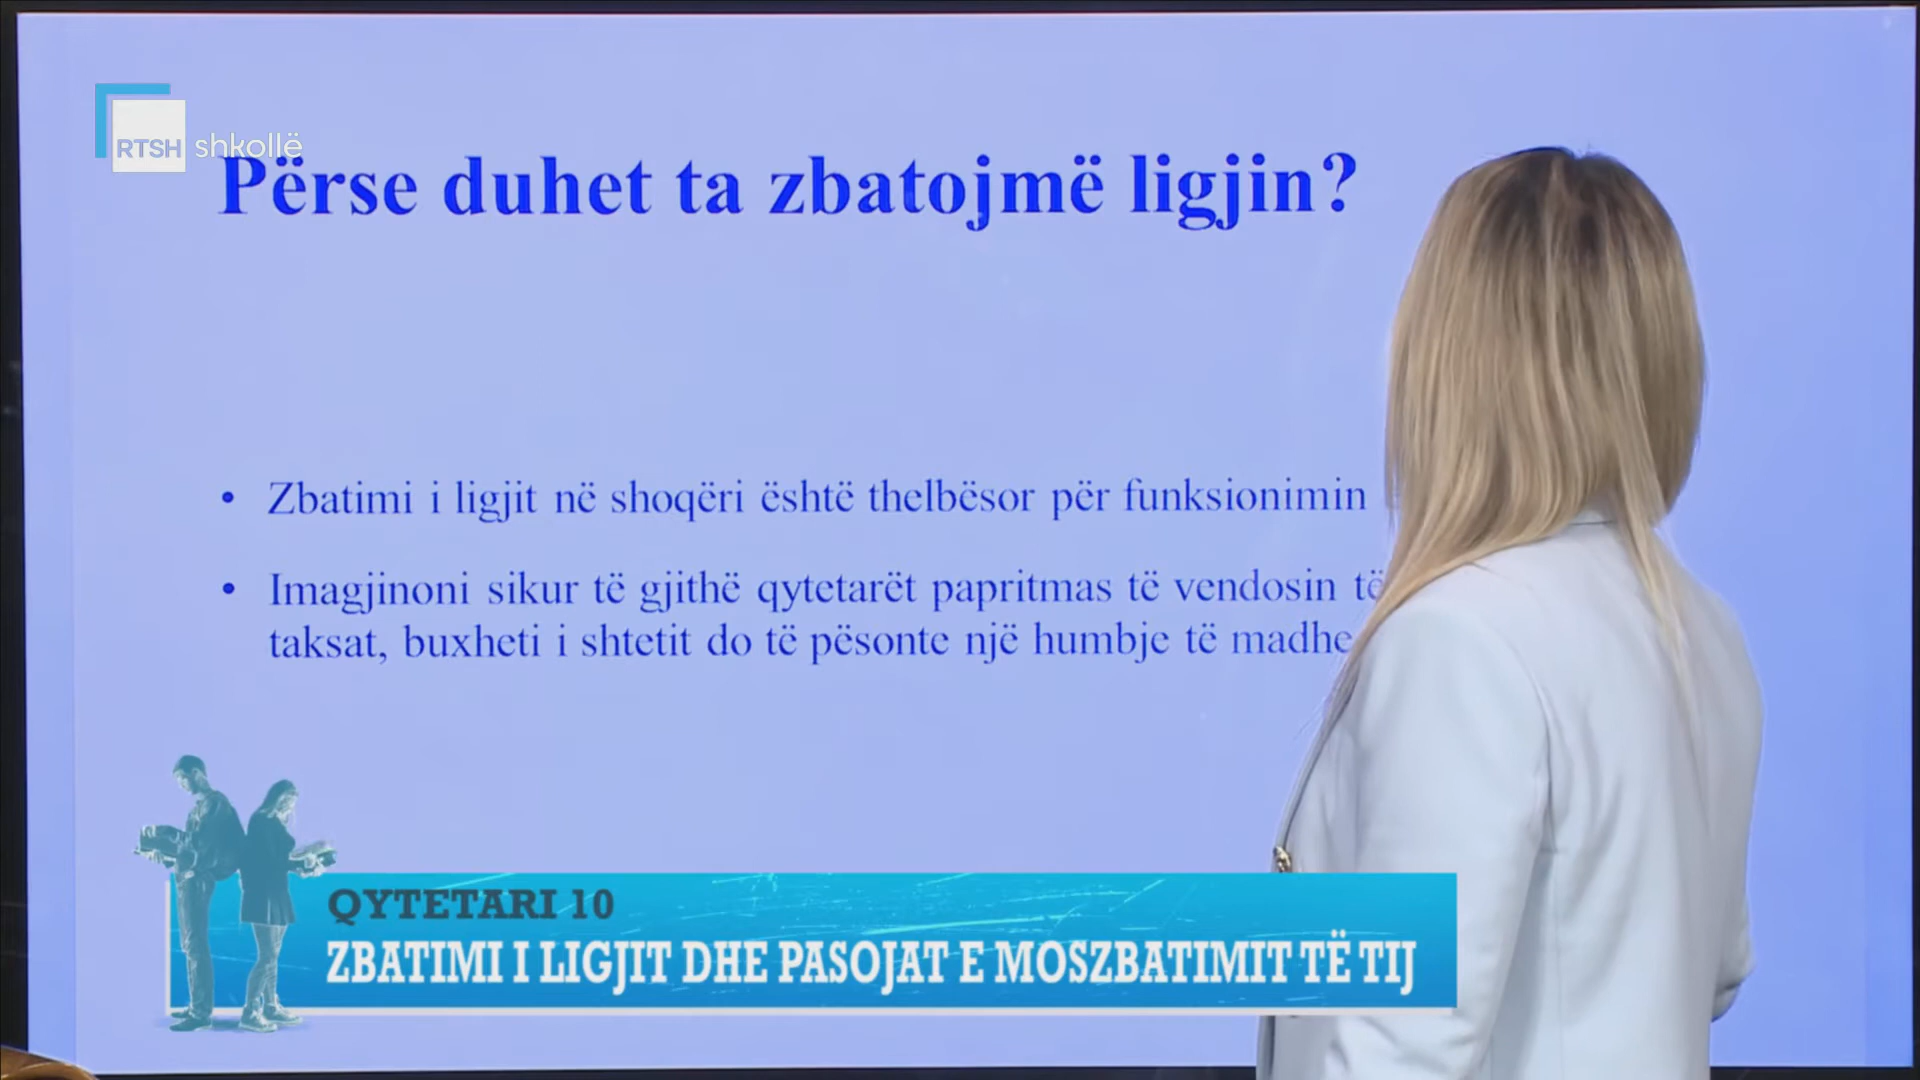 RTSH shkollë
Përse duhet ta zbatojmë ligjin?
• Zbatimi i ligjit në shoqëri është thelbësor për funksionimin
• Imagjinoni sikur të gjithë qytetarët papritmas të vendosin të
taksat, buxheti i shtetit do të pësonte një humbje të madhe
QYTETARI 10
ZBATIMI I LIGJIT DHE PASOJAT E MOSZBATIMIT TË TIJ